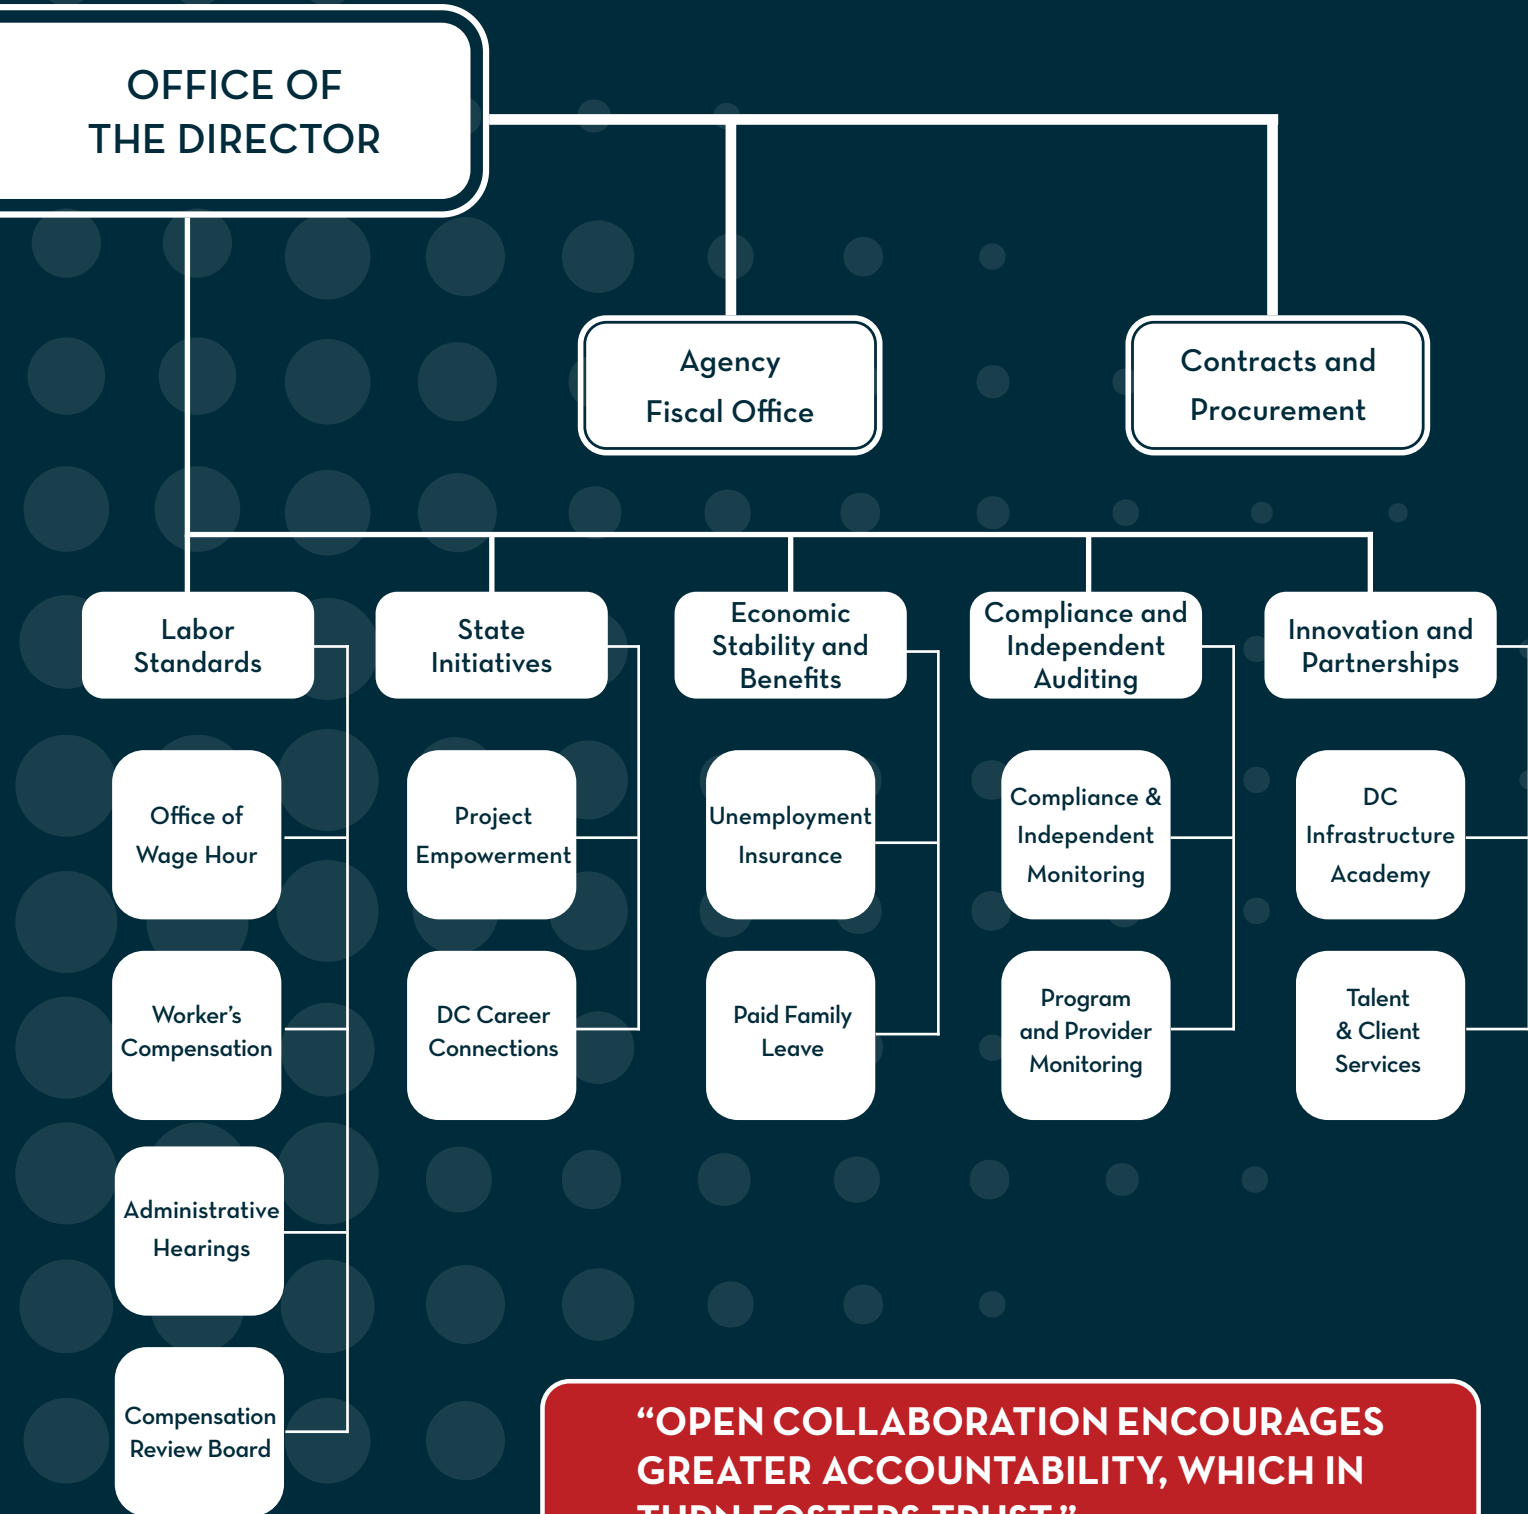 OFFICE OF
THE DIRECTOR
Agency
Fiscal Office
Contracts and
Procurement
Labor
Standards
State
Initiatives
Economic
Stability and
Benefits
Compliance and
Independent
Auditing
Innovation and
Partnerships
Office of
Wage Hour
Project
Empowerment
Unemployment
Insurance
Compliance &
Independent
Monitoring
DC
Infrastructure
Academy
Worker’s
Compensation
DC Career
Connections
Paid Family
Leave
Program
and Provider
Monitoring
Talent
& Client
Services
Administrative
Hearings
Compensation
Review Board
“OPEN COLLABORATION ENCOURAGES
GREATER ACCOUNTABILITY, WHICH IN
TURN FOSTERS TRUST.”